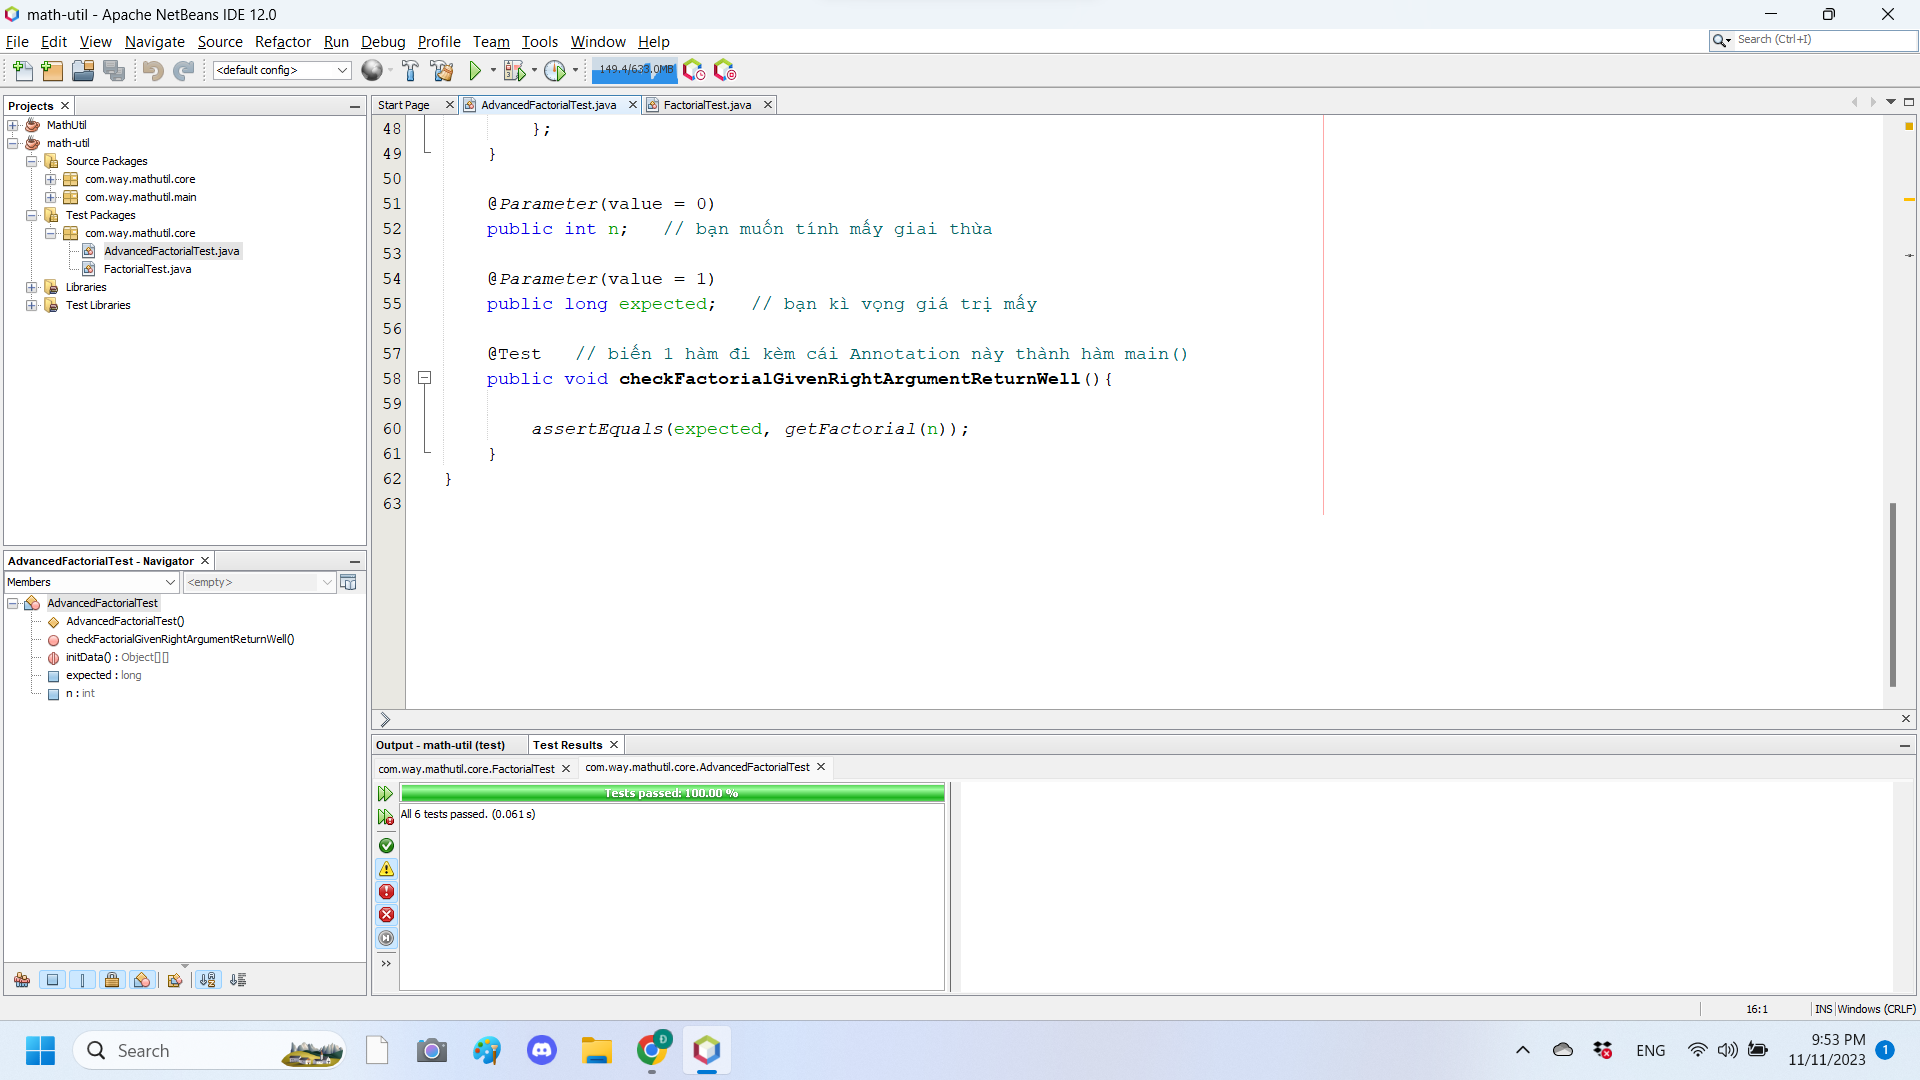 math-util - Apache NetBeans IDE 12.0
File Edit View Navigate Source Refactor Run Debug Profile Team Tools Window Help
Search (Ctrl+I)
<default config>
149.4/633.0MB
Projects
MathUtil
math-util
Source Packages
com.way.mathutil.core
com.way.mathutil.main
Test Packages
com.way.mathutil.core
AdvancedFactorialTest.java
FactorialTest.java
Libraries
Test Libraries
Start Page AdvancedFactorialTest.java FactorialTest.java
48 };
49 }
50
51 @Parameter(value = 0)
52 public int n; // bạn muốn tính mấy giai thừa
53
54 @Parameter(value = 1)
55 public long expected; // bạn kì vọng giá trị mấy
56
57 @Test // biến 1 hàm đi kèm cái Annotation này thành hàm main()
58 public void checkFactorialGivenRightArgumentReturnWell(){
59
60 assertEquals(expected, getFactorial(n));
61 }
62 }
63
AdvancedFactorialTest - Navigator
Members <empty>
AdvancedFactorialTest
AdvancedFactorialTest()
checkFactorialGivenRightArgumentReturnWell()
initData() : Object[][]
expected : long
n : int
Output - math-util (test) Test Results
com.way.mathutil.core.FactorialTest com.way.mathutil.core.AdvancedFactorialTest
Tests passed: 100.00 %
All 6 tests passed. (0.061 s)
16:1 INS Windows (CRLF)
Search
ENG
9:53 PM
11/11/2023
1